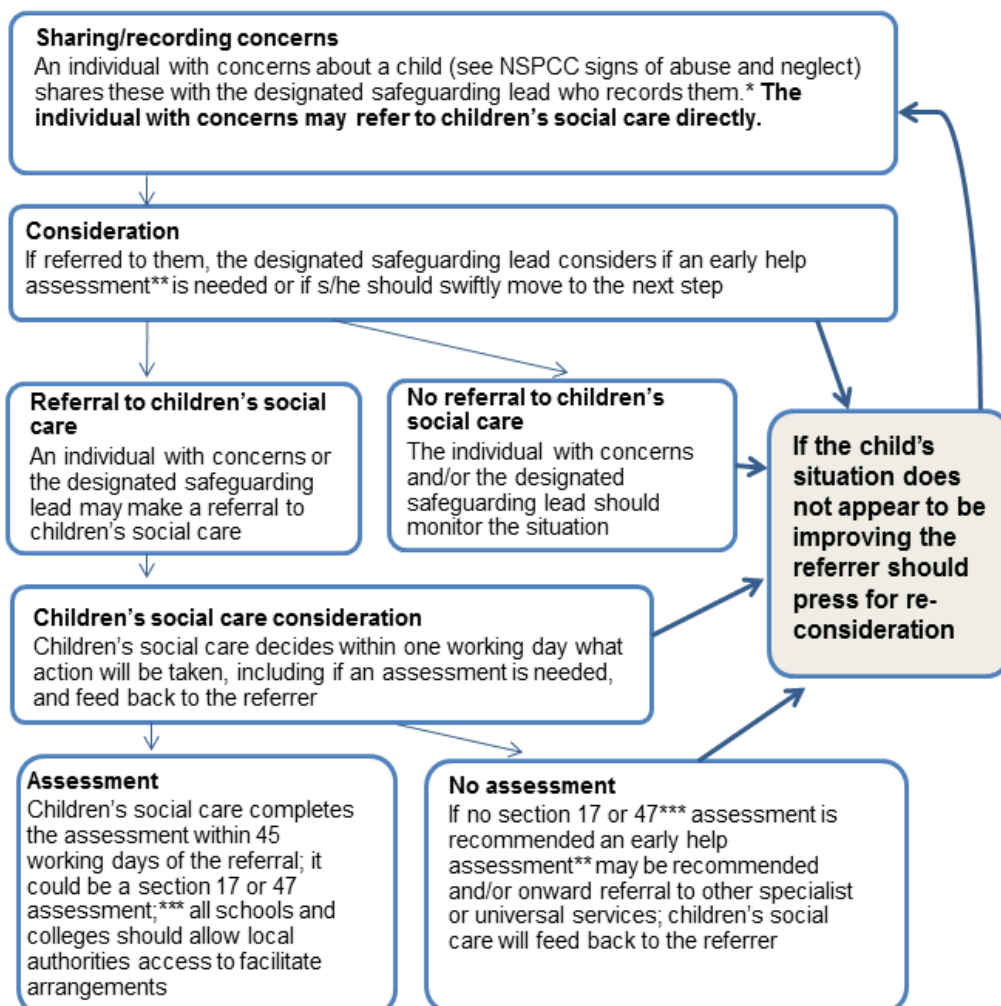 Sharing/recording concerns
An individual with concerns about a child (see NSPCC signs of abuse and neglect)
shares these with the designated safeguarding lead who records them.* The
individual with concerns may refer to children's social care directly.
Consideration
If referred to them, the designated safeguarding lead considers if an early help
assessment** is needed or if s/he should swiftly move to the next step
Referral to children's social
care
An individual with concerns or
the designated safeguarding
lead may make a referral to
children's social care
No referral to children's
social care
The individual with concerns
and/or the designated
safeguarding lead should
monitor the situation
If the child's
situation does
not appear to be
improving the
referrer should
press for re-
consideration
Children's social care consideration
Children's social care decides within one working day what
action will be taken, including if an assessment is needed,
and feed back to the referrer
Assessment
Children's social care completes
the assessment within 45
working days of the referral; it
could be a section 17 or 47
assessment;*** all schools and
colleges should allow local
authorities access to facilitate
arrangements
No assessment
If no section 17 or 47*** assessment is
recommended an early help
assessment** may be recommended
and/or onward referral to other specialist
or universal services; children's social
care will feed back to the referrer